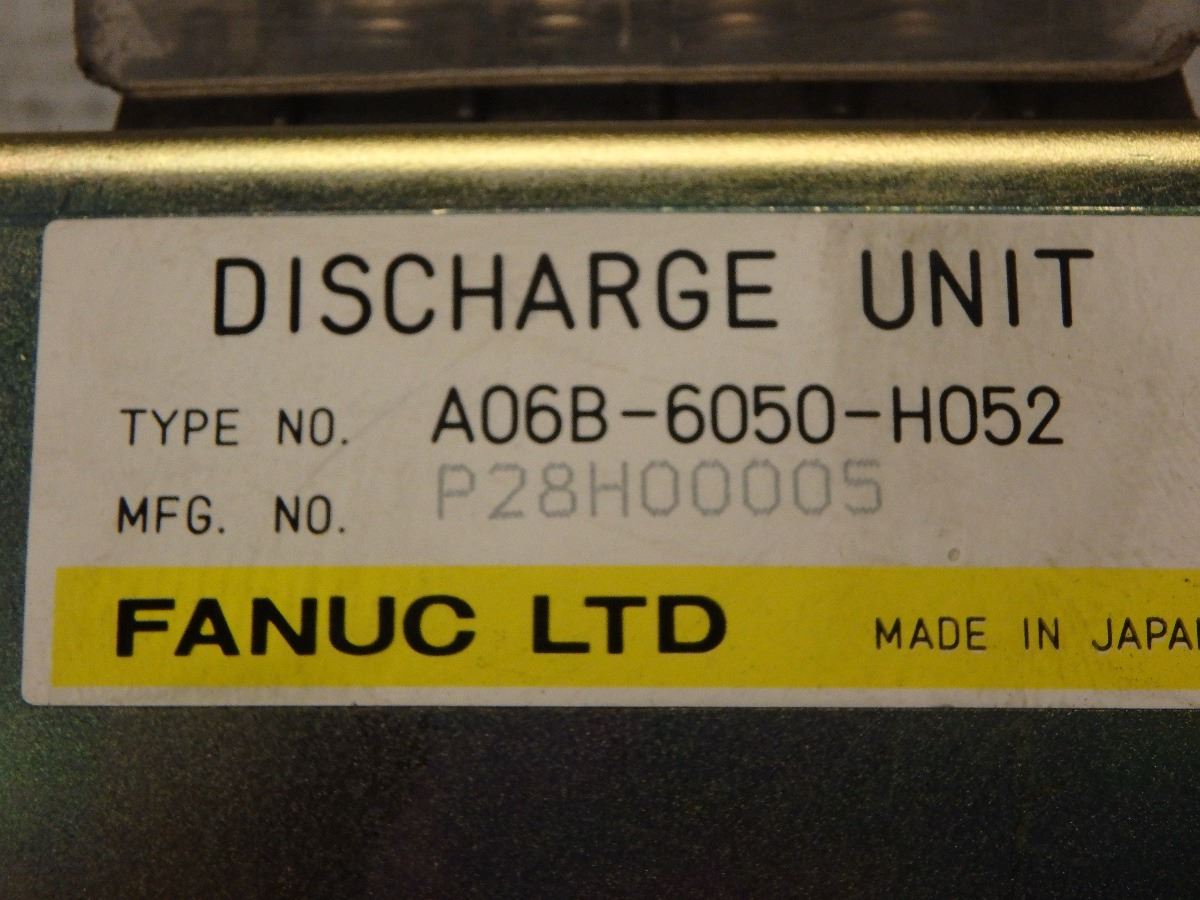 DISCHARGE UNIT
TYPE NO. A06B-6050-H052
MFG. NO. P28H00005
FANUC LTD MADE IN JAPAN